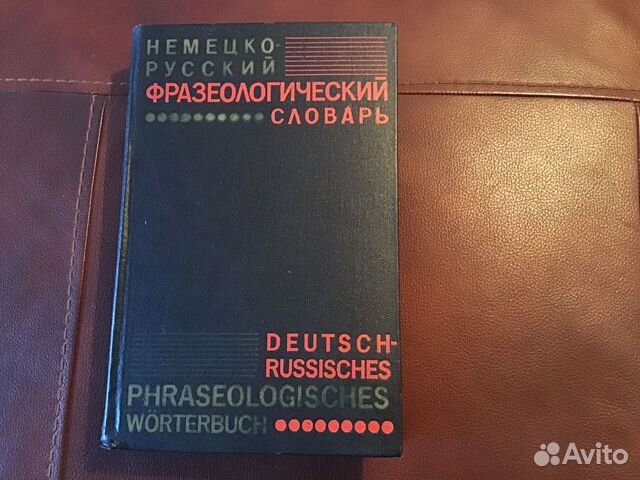 НЕМЕЦКО-
РУССКИЙ
ФРАЗЕОЛОГИЧЕСКИЙ
СЛОВАРЬ
DEUTSCH-
RUSSISCHES
PHRASEOLOGISCHES
WÖRTERBUCH
Avito